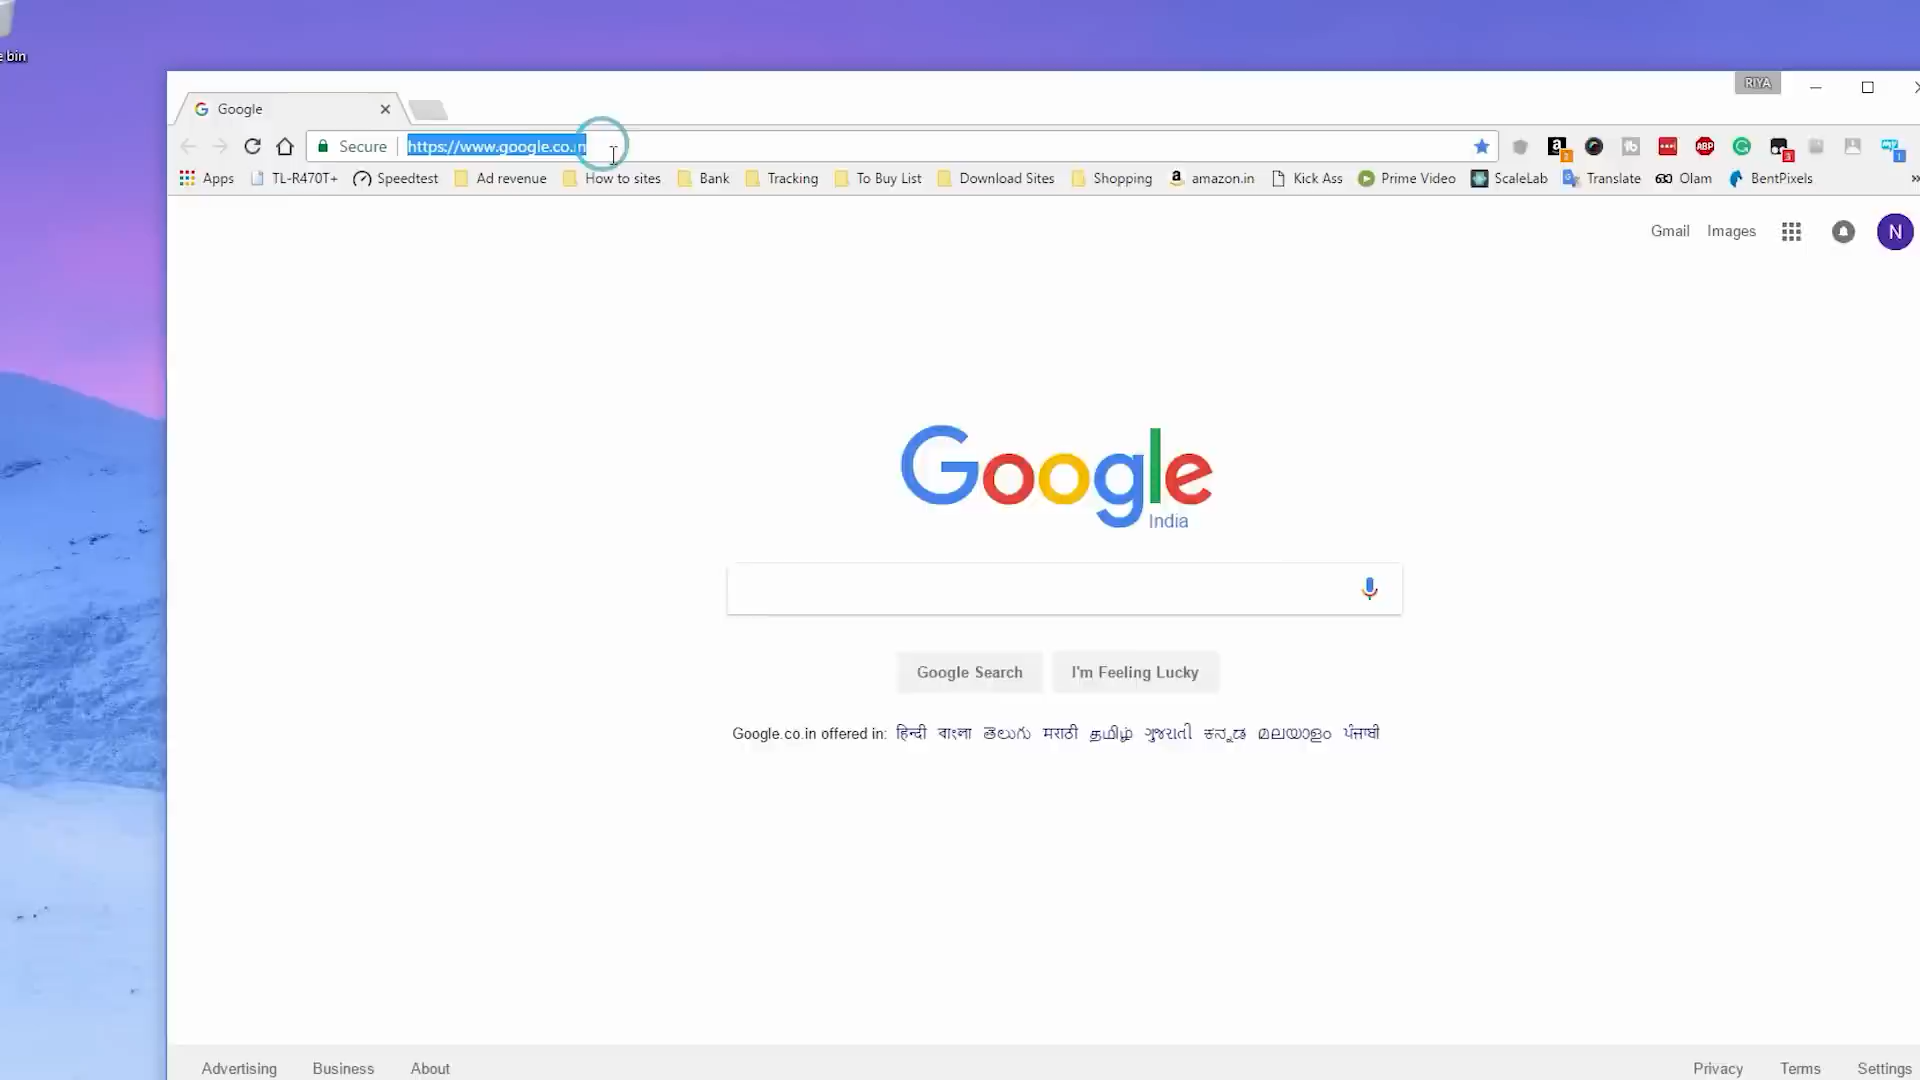 e bin
RIYA
Google
Secure https://www.google.co.in
Apps TL-R470T+ Speedtest Ad revenue How to sites Bank Tracking To Buy List Download Sites Shopping amazon.in Kick Ass Prime Video ScaleLab Translate Olam BentPixels »
Gmail Images N
Google
India
Google Search I'm Feeling Lucky
Google.co.in offered in: हिन्दी বাংলা తెలుగు मराठी தமிழ் ગુજરાતી ಕನ್ನಡ മലയാളം ਪੰਜਾਬੀ
Advertising Business About Privacy Terms Settings